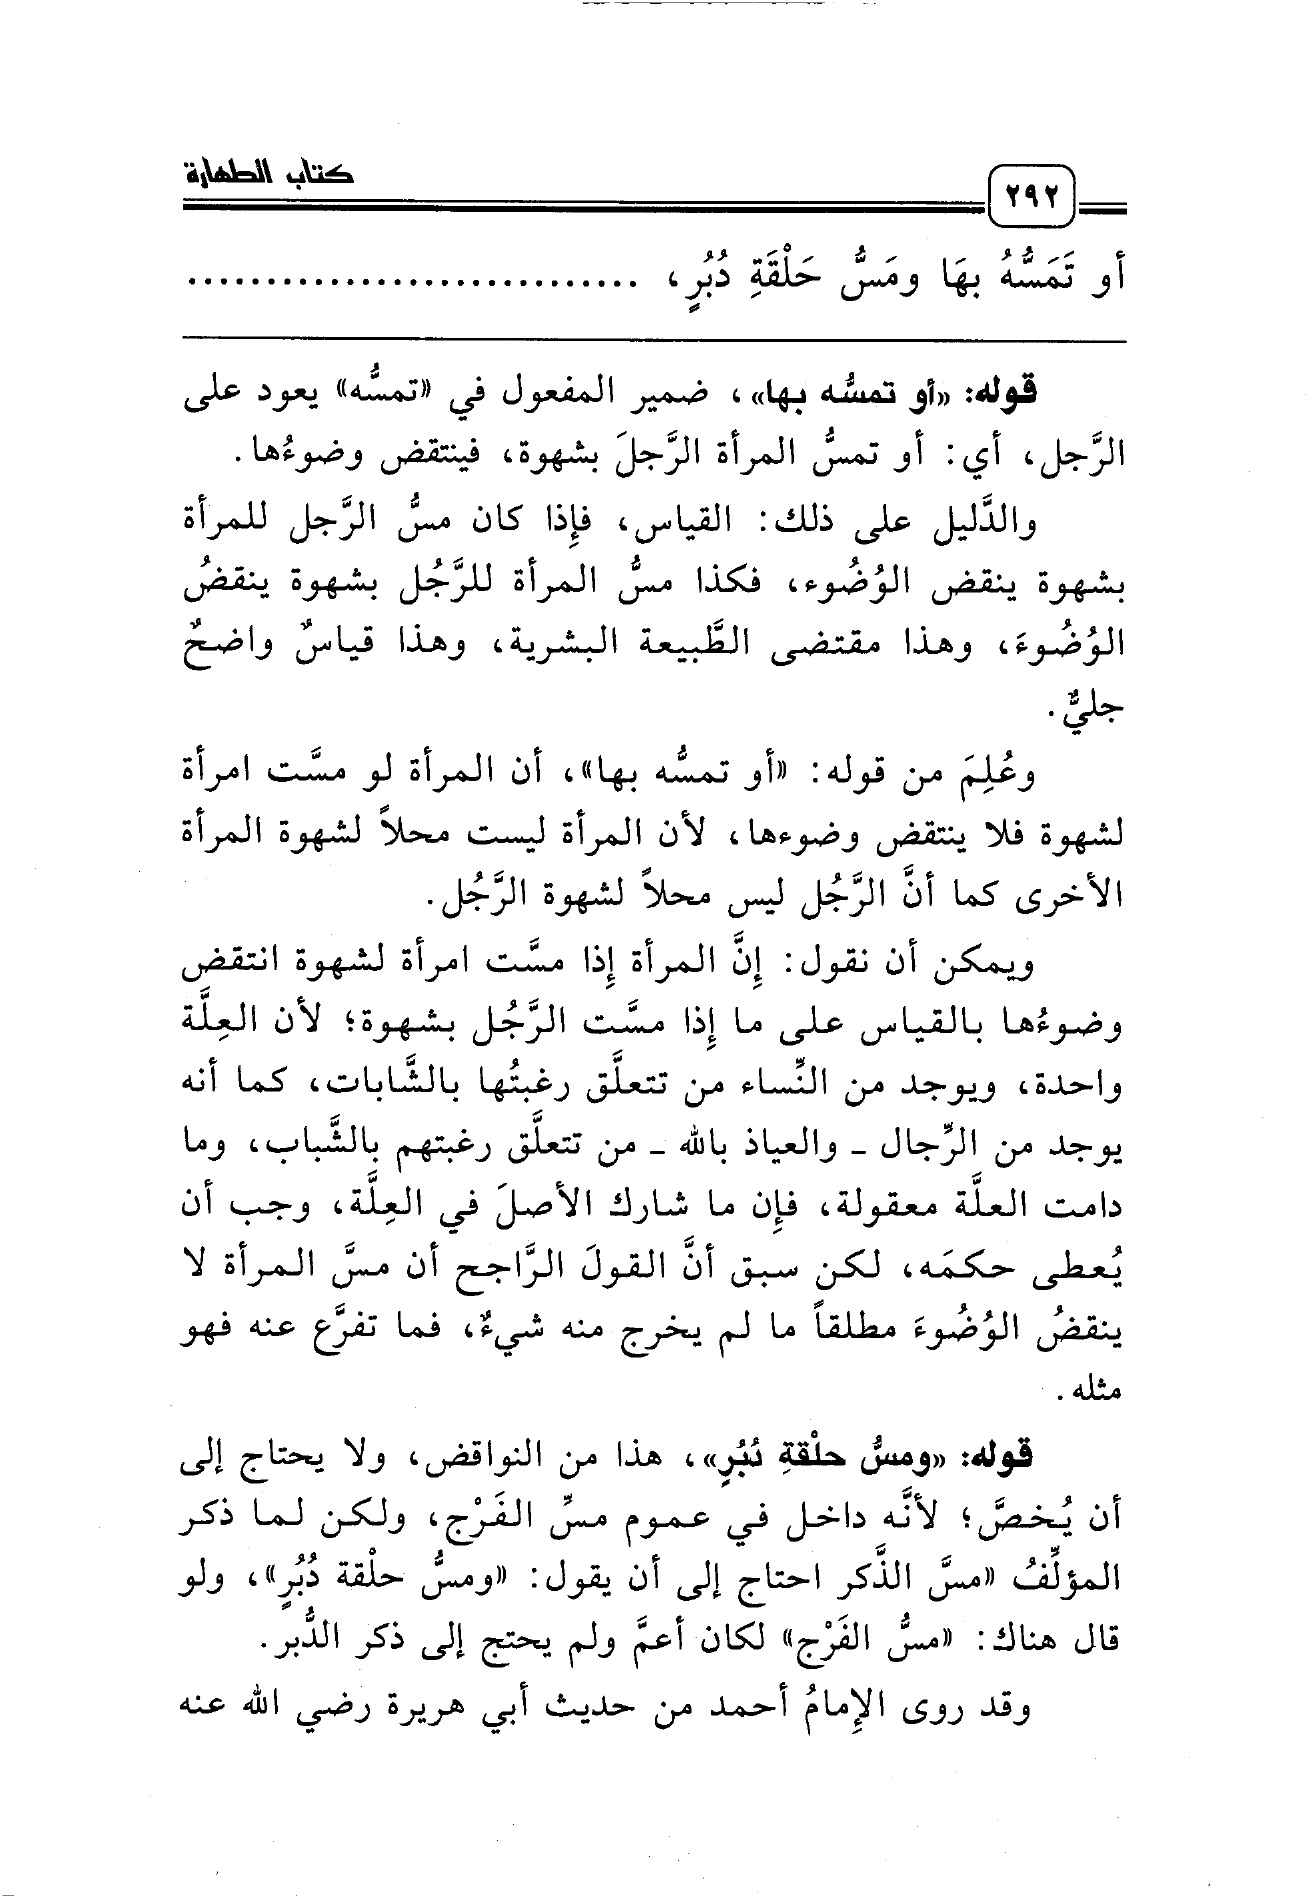 كتاب الطهارة
٢٩٢
أو تَمَسُّهُ بهَا ومَسُّ حَلْقَةِ دُبُرٍ، .............................
قوله: «أو تمسُّه بها»، ضمير المفعول في «تمسُّه» يعود على
الرَّجل، أي: أو تمسُّ المرأة الرَّجلَ بشهوة، فينتقض وضوءُها.
والدَّليل على ذلك: القياس، فإِذا كان مسُّ الرَّجل للمرأة
بشهوة ينقض الوُضُوء، فكذا مسُّ المرأة للرَّجُل بشهوة ينقضُ
الوُضُوءَ، وهذا مقتضى الطَّبيعة البشرية، وهذا قياسٌ واضحٌ
جليٌّ.
وعُلِمَ من قوله: «أو تمسُّه بها»، أن المرأة لو مسَّت امرأة
لشهوة فلا ينتقض وضوءها، لأن المرأة ليست محلاً لشهوة المرأة
الأخرى كما أنَّ الرَّجُل ليس محلاً لشهوة الرَّجُل.
ويمكن أن نقول: إِنَّ المرأة إِذا مسَّت امرأة لشهوة انتقض
وضوءُها بالقياس على ما إِذا مسَّت الرَّجُل بشهوة؛ لأن العِلَّة
واحدة، ويوجد من النِّساء من تتعلَّق رغبتُها بالشَّابات، كما أنه
يوجد من الرِّجال ـ والعياذ بالله ـ من تتعلَّق رغبتهم بالشَّباب، وما
دامت العلَّة معقولة، فإِن ما شارك الأصلَ في العِلَّة، وجب أن
يُعطى حكمَه، لكن سبق أنَّ القولَ الرَّاجح أن مسَّ المرأة لا
ينقضُ الوُضُوءَ مطلقاً ما لم يخرج منه شيءٌ، فما تفرَّع عنه فهو
مثله.
قوله: «ومسُّ حلْقةِ دُبُرٍ»، هذا من النواقض، ولا يحتاج إلى
أن يُخصَّ؛ لأنَّه داخل في عموم مسِّ الفَرْج، ولكن لما ذكر
المؤلِّفُ «مسَّ الذَّكر احتاج إلى أن يقول: «ومسُّ حلْقة دُبُرٍ»، ولو
قال هناك: «مسُّ الفَرْج» لكان أعمَّ ولم يحتج إلى ذكر الدُّبر.
وقد روى الإِمامُ أحمد من حديث أبي هريرة رضي الله عنه